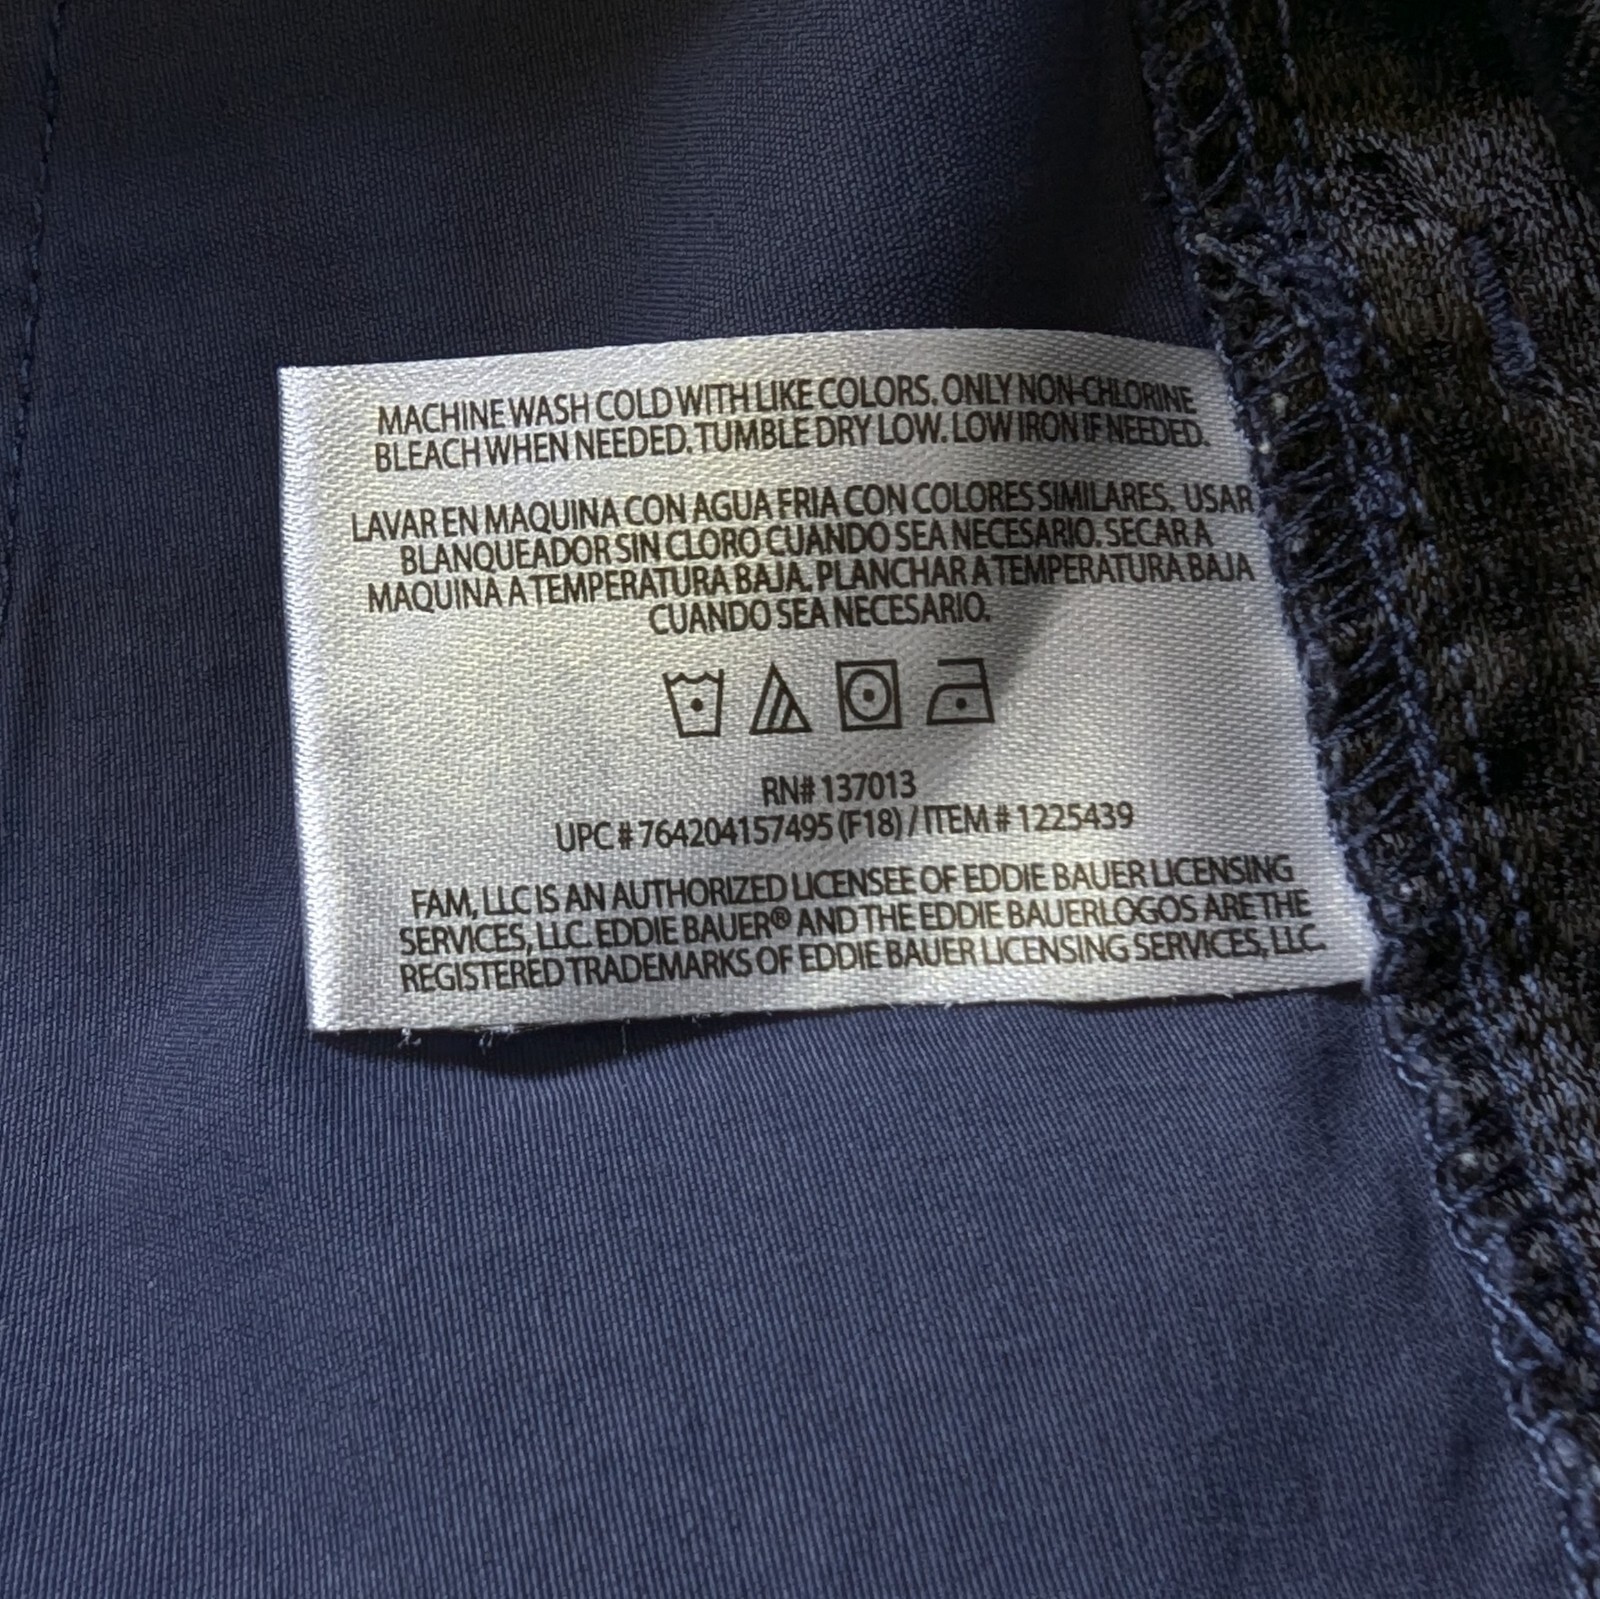 MACHINE WASH COLD WITH LIKE COLORS. ONLY NON-CHLORINE
BLEACH WHEN NEEDED. TUMBLE DRY LOW. LOW IRON IF NEEDED.
LAVAR EN MAQUINA CON AGUA FRIA CON COLORES SIMILARES. USAR
BLANQUEADOR SIN CLORO CUANDO SEA NECESARIO. SECAR A
MAQUINA A TEMPERATURA BAJA. PLANCHAR A TEMPERATURA BAJA
CUANDO SEA NECESARIO.
RN# 137013
UPC # 764204157495 (F18) / ITEM # 1225439
FAM, LLC IS AN AUTHORIZED LICENSEE OF EDDIE BAUER LICENSING
SERVICES, LLC. EDDIE BAUER® AND THE EDDIE BAUER LOGOS ARE THE
REGISTERED TRADEMARKS OF EDDIE BAUER LICENSING SERVICES, LLC.